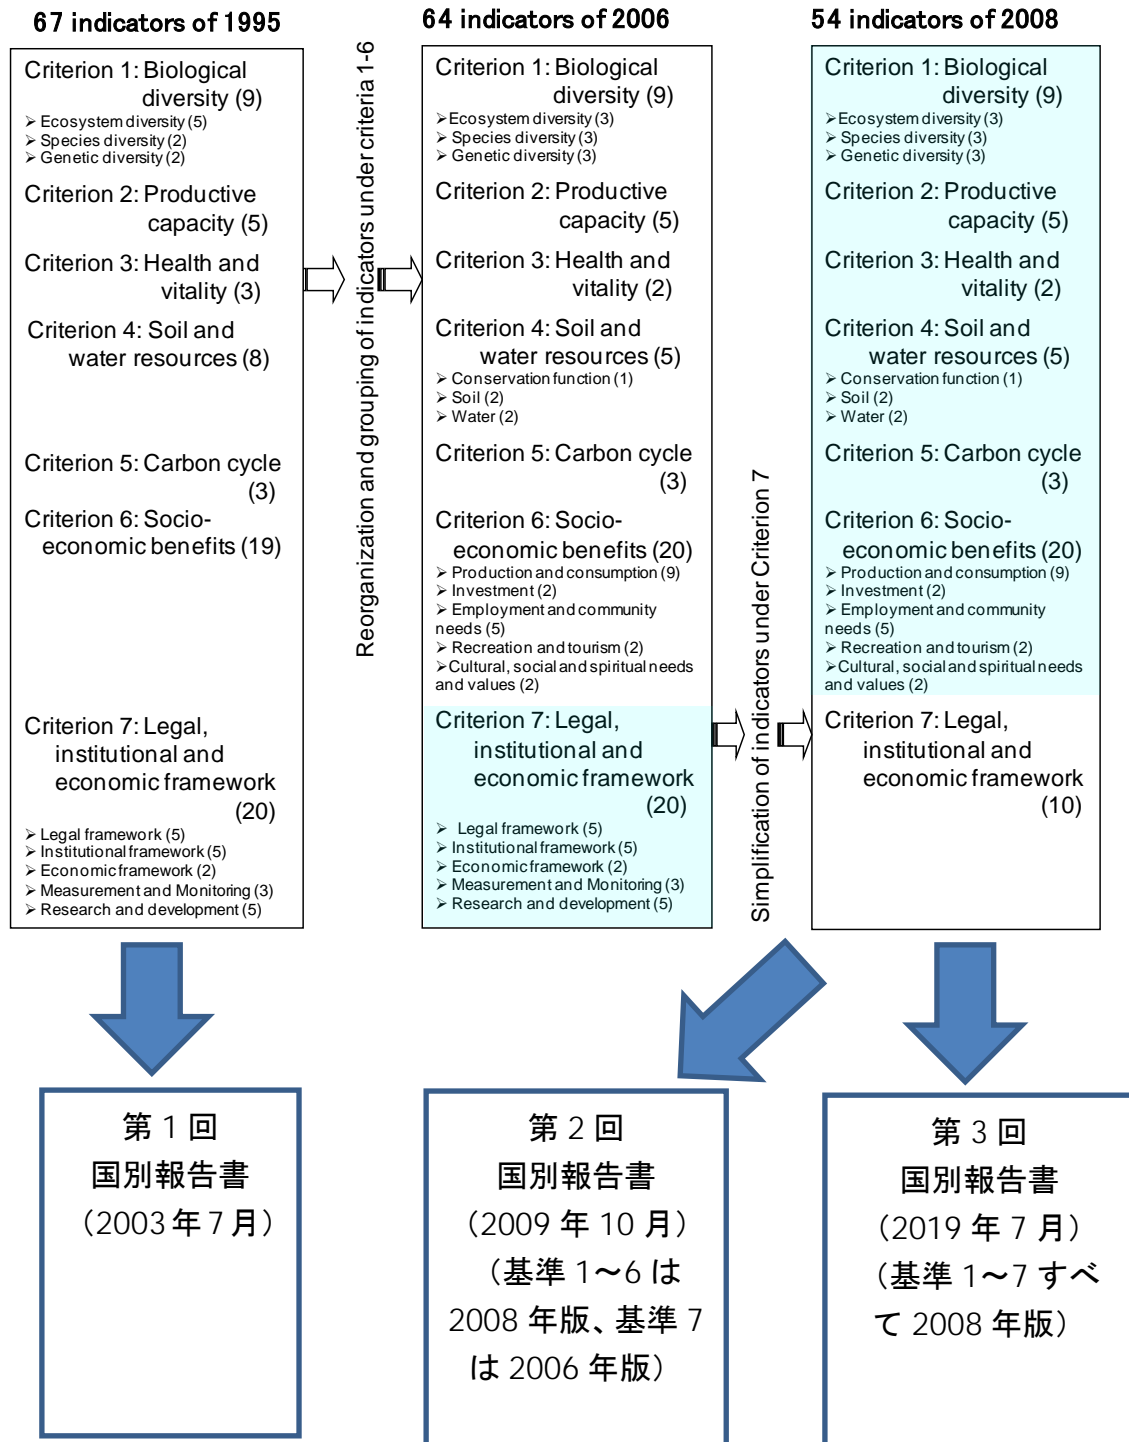 67 indicators of 1995
Criterion 1: Biological
diversity (9)
➢ Ecosystem diversity (5)
➢ Species diversity (2)
➢ Genetic diversity (2)
Criterion 2: Productive
capacity (5)
Criterion 3: Health and
vitality (3)
Criterion 4: Soil and
water resources (8)
Criterion 5: Carbon cycle
(3)
Criterion 6: Socio-
economic benefits (19)
Criterion 7: Legal,
institutional and
economic framework
(20)
➢ Legal framework (5)
➢ Institutional framework (5)
➢ Economic framework (2)
➢ Measurement and Monitoring (3)
➢ Research and development (5)
Reorganization and grouping of indicators under criteria 1-6
64 indicators of 2006
Criterion 1: Biological
diversity (9)
➢Ecosystem diversity (3)
➢ Species diversity (3)
➢ Genetic diversity (3)
Criterion 2: Productive
capacity (5)
Criterion 3: Health and
vitality (2)
Criterion 4: Soil and
water resources (5)
➢ Conservation function (1)
➢ Soil (2)
➢ Water (2)
Criterion 5: Carbon cycle
(3)
Criterion 6: Socio-
economic benefits (20)
➢ Production and consumption (9)
➢ Investment (2)
➢ Employment and community
needs (5)
➢ Recreation and tourism (2)
➢Cultural, social and spiritual needs
and values (2)
Criterion 7: Legal,
institutional and
economic framework
(20)
➢ Legal framework (5)
➢ Institutional framework (5)
➢ Economic framework (2)
➢ Measurement and Monitoring (3)
➢ Research and development (5)
Simplification of indicators under Criterion 7
54 indicators of 2008
Criterion 1: Biological
diversity (9)
➢Ecosystem diversity (3)
➢ Species diversity (3)
➢ Genetic diversity (3)
Criterion 2: Productive
capacity (5)
Criterion 3: Health and
vitality (2)
Criterion 4: Soil and
water resources (5)
➢ Conservation function (1)
➢ Soil (2)
➢ Water (2)
Criterion 5: Carbon cycle
(3)
Criterion 6: Socio-
economic benefits (20)
➢ Production and consumption (9)
➢ Investment (2)
➢ Employment and community
needs (5)
➢ Recreation and tourism (2)
➢Cultural, social and spiritual needs
and values (2)
Criterion 7: Legal,
institutional and
economic framework
(10)
第 1 回
国別報告書
（2003 年 7 月）
第 2 回
国別報告書
（2009 年 10 月）
（基準 1～6 は
2008 年版、基準 7
は 2006 年版）
第 3 回
国別報告書
（2019 年 7 月）
（基準 1～7 すべ
て 2008 年版）